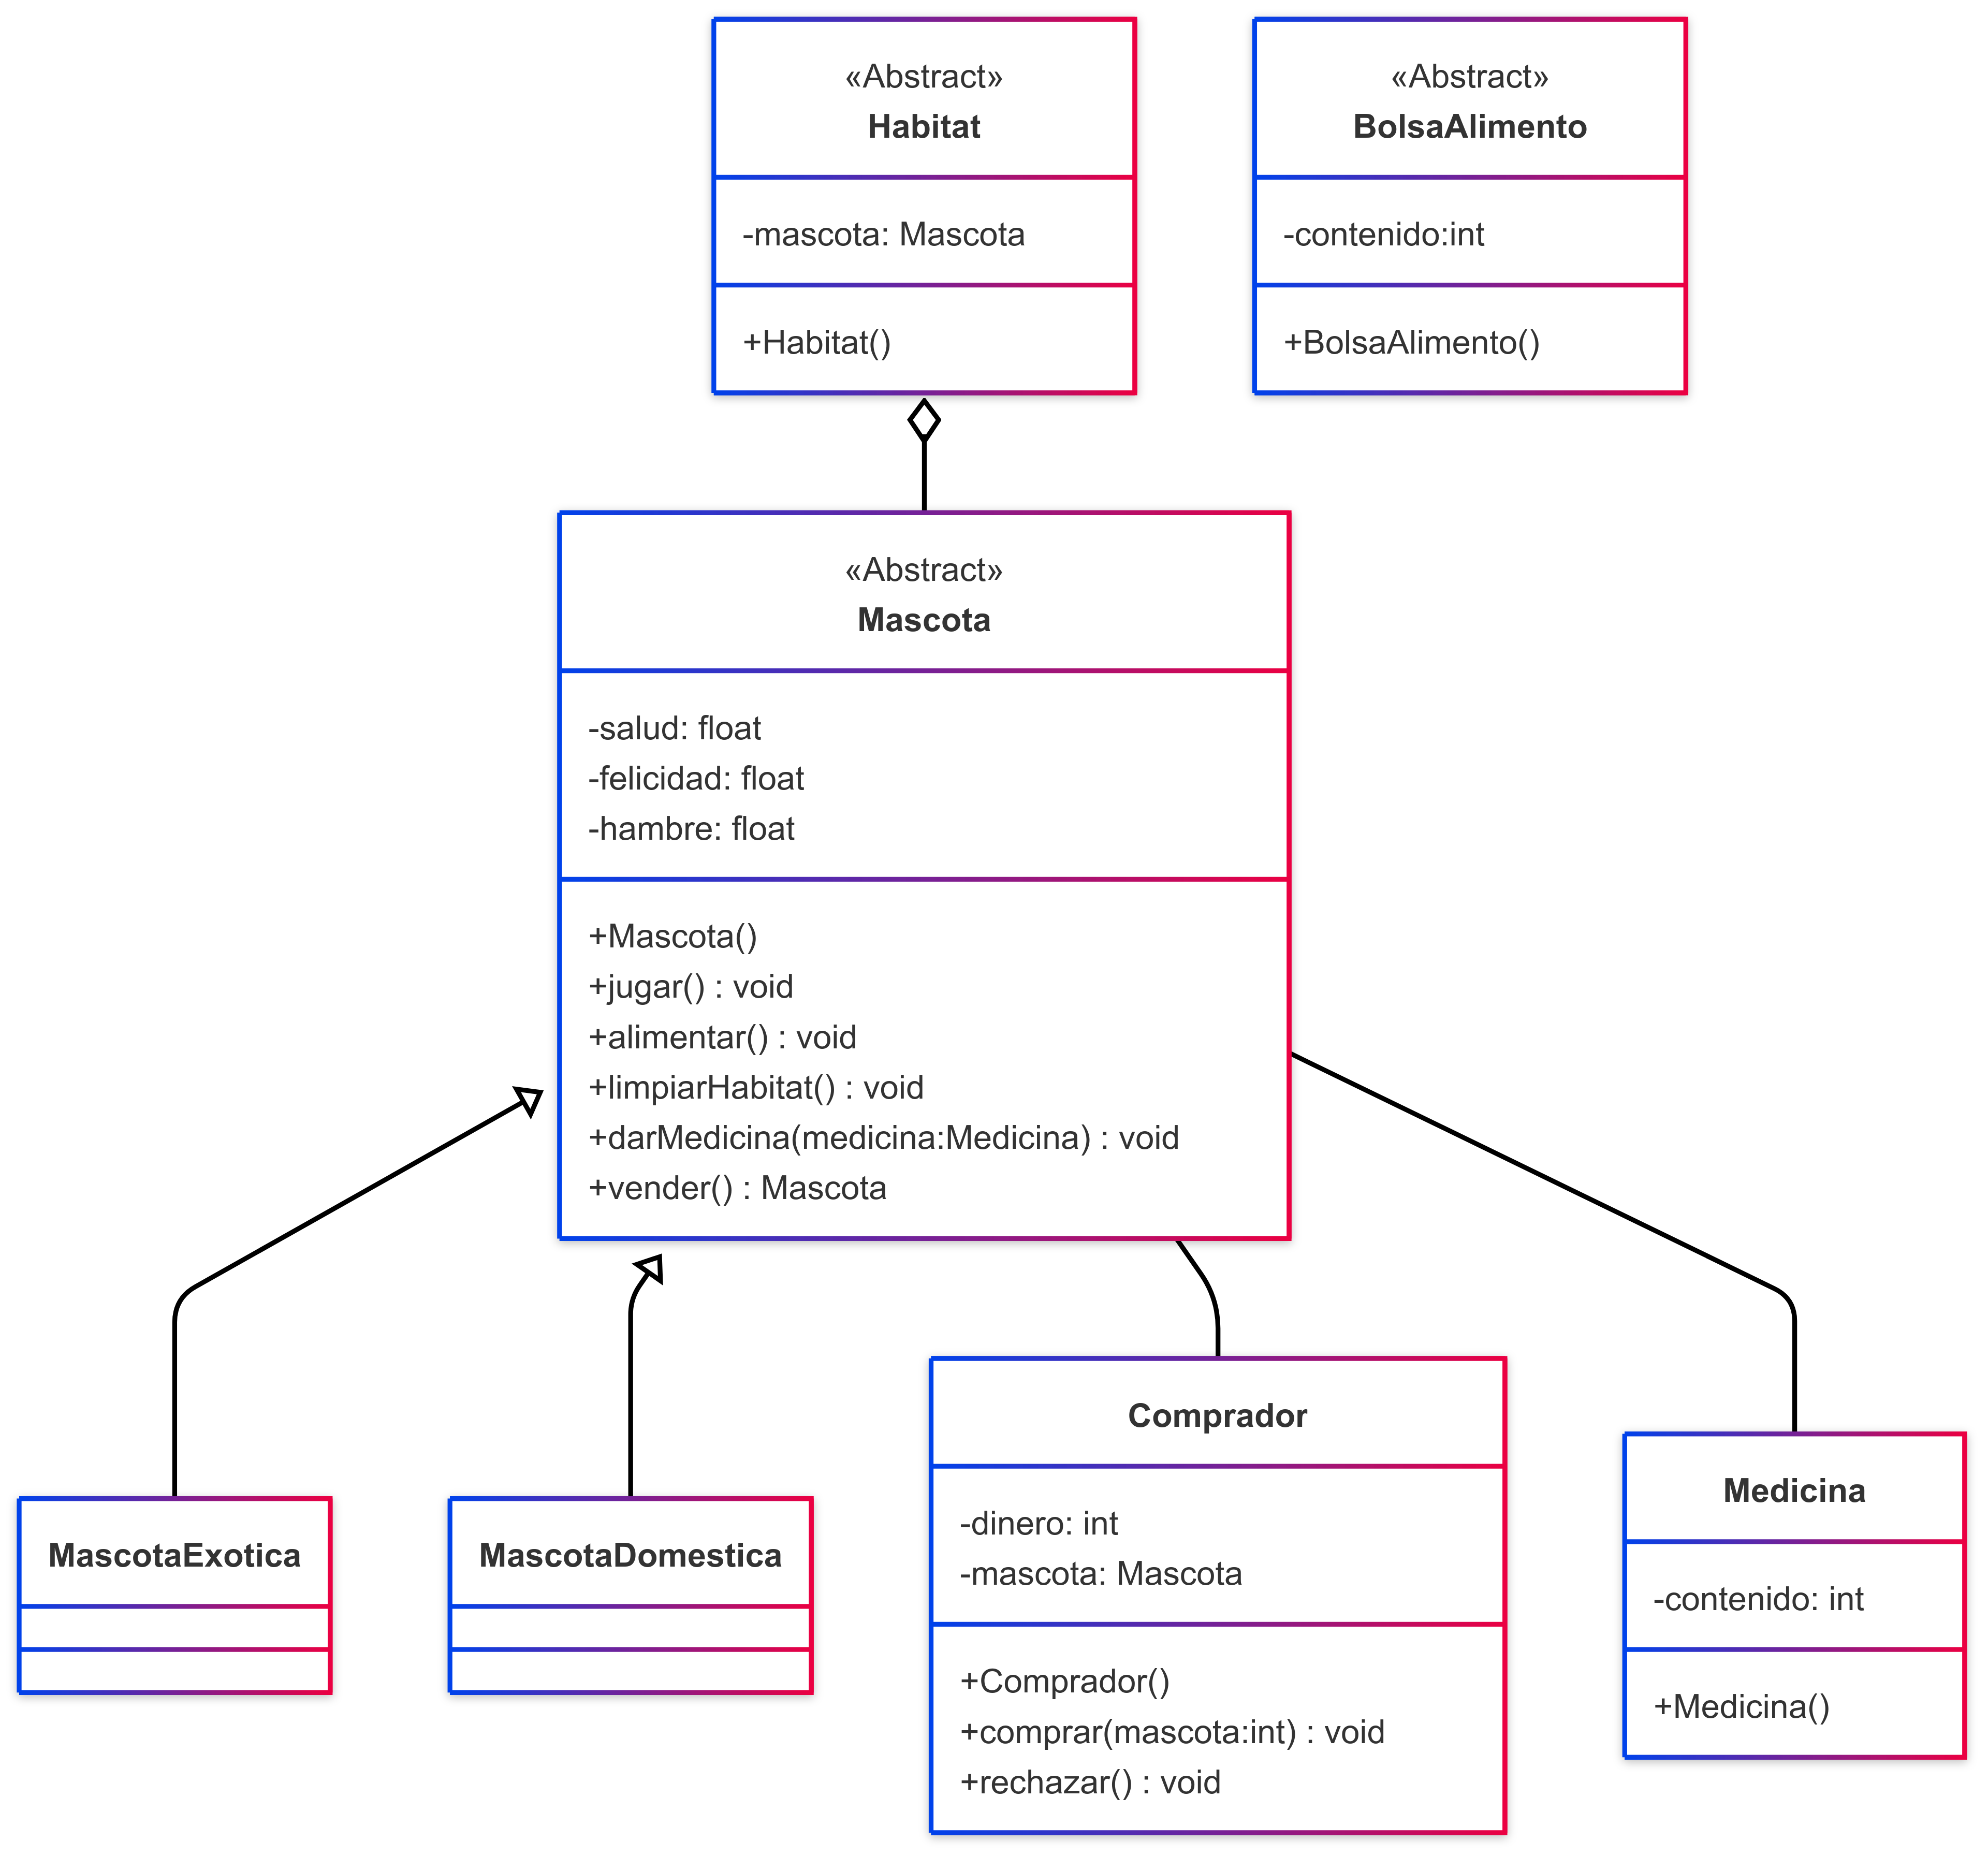 «Abstract»
Habitat
-mascota: Mascota
+Habitat()
«Abstract»
BolsaAlimento
-contenido:int
+BolsaAlimento()
«Abstract»
Mascota
-salud: float
-felicidad: float
-hambre: float
+Mascota()
+jugar() : void
+alimentar() : void
+limpiarHabitat() : void
+darMedicina(medicina:Medicina) : void
+vender() : Mascota
MascotaExotica
MascotaDomestica
Comprador
-dinero: int
-mascota: Mascota
+Comprador()
+comprar(mascota:int) : void
+rechazar() : void
Medicina
-contenido: int
+Medicina()